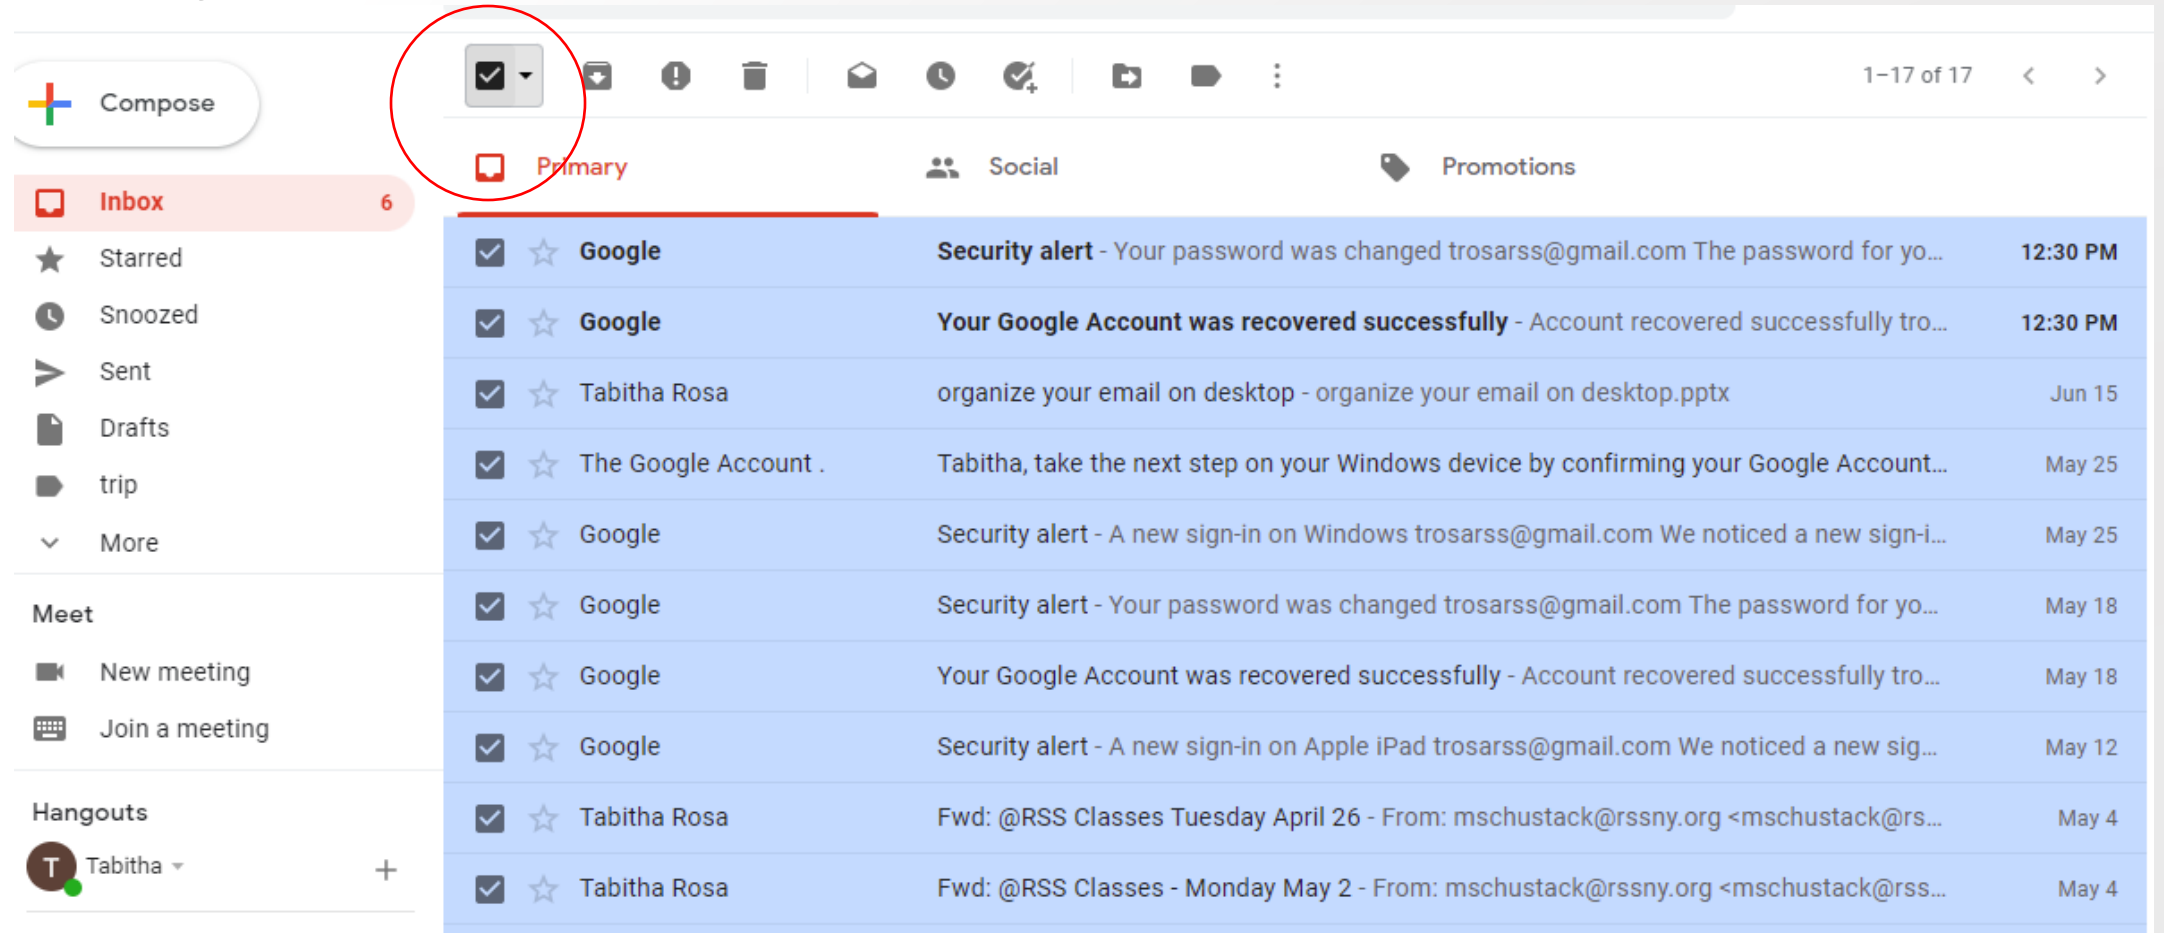 Compose
1–17 of 17
Primary
Social
Promotions
Inbox 6
Starred
Snoozed
Sent
Drafts
trip
More
Meet
New meeting
Join a meeting
Hangouts
T Tabitha
Google Security alert - Your password was changed trosarss@gmail.com The password for yo... 12:30 PM
Google Your Google Account was recovered successfully - Account recovered successfully tro... 12:30 PM
Tabitha Rosa organize your email on desktop - organize your email on desktop.pptx Jun 15
The Google Account . Tabitha, take the next step on your Windows device by confirming your Google Account... May 25
Google Security alert - A new sign-in on Windows trosarss@gmail.com We noticed a new sign-i... May 25
Google Security alert - Your password was changed trosarss@gmail.com The password for yo... May 18
Google Your Google Account was recovered successfully - Account recovered successfully tro... May 18
Google Security alert - A new sign-in on Apple iPad trosarss@gmail.com We noticed a new sig... May 12
Tabitha Rosa Fwd: @RSS Classes Tuesday April 26 - From: mschustack@rssny.org <mschustack@rs... May 4
Tabitha Rosa Fwd: @RSS Classes - Monday May 2 - From: mschustack@rssny.org <mschustack@rss... May 4